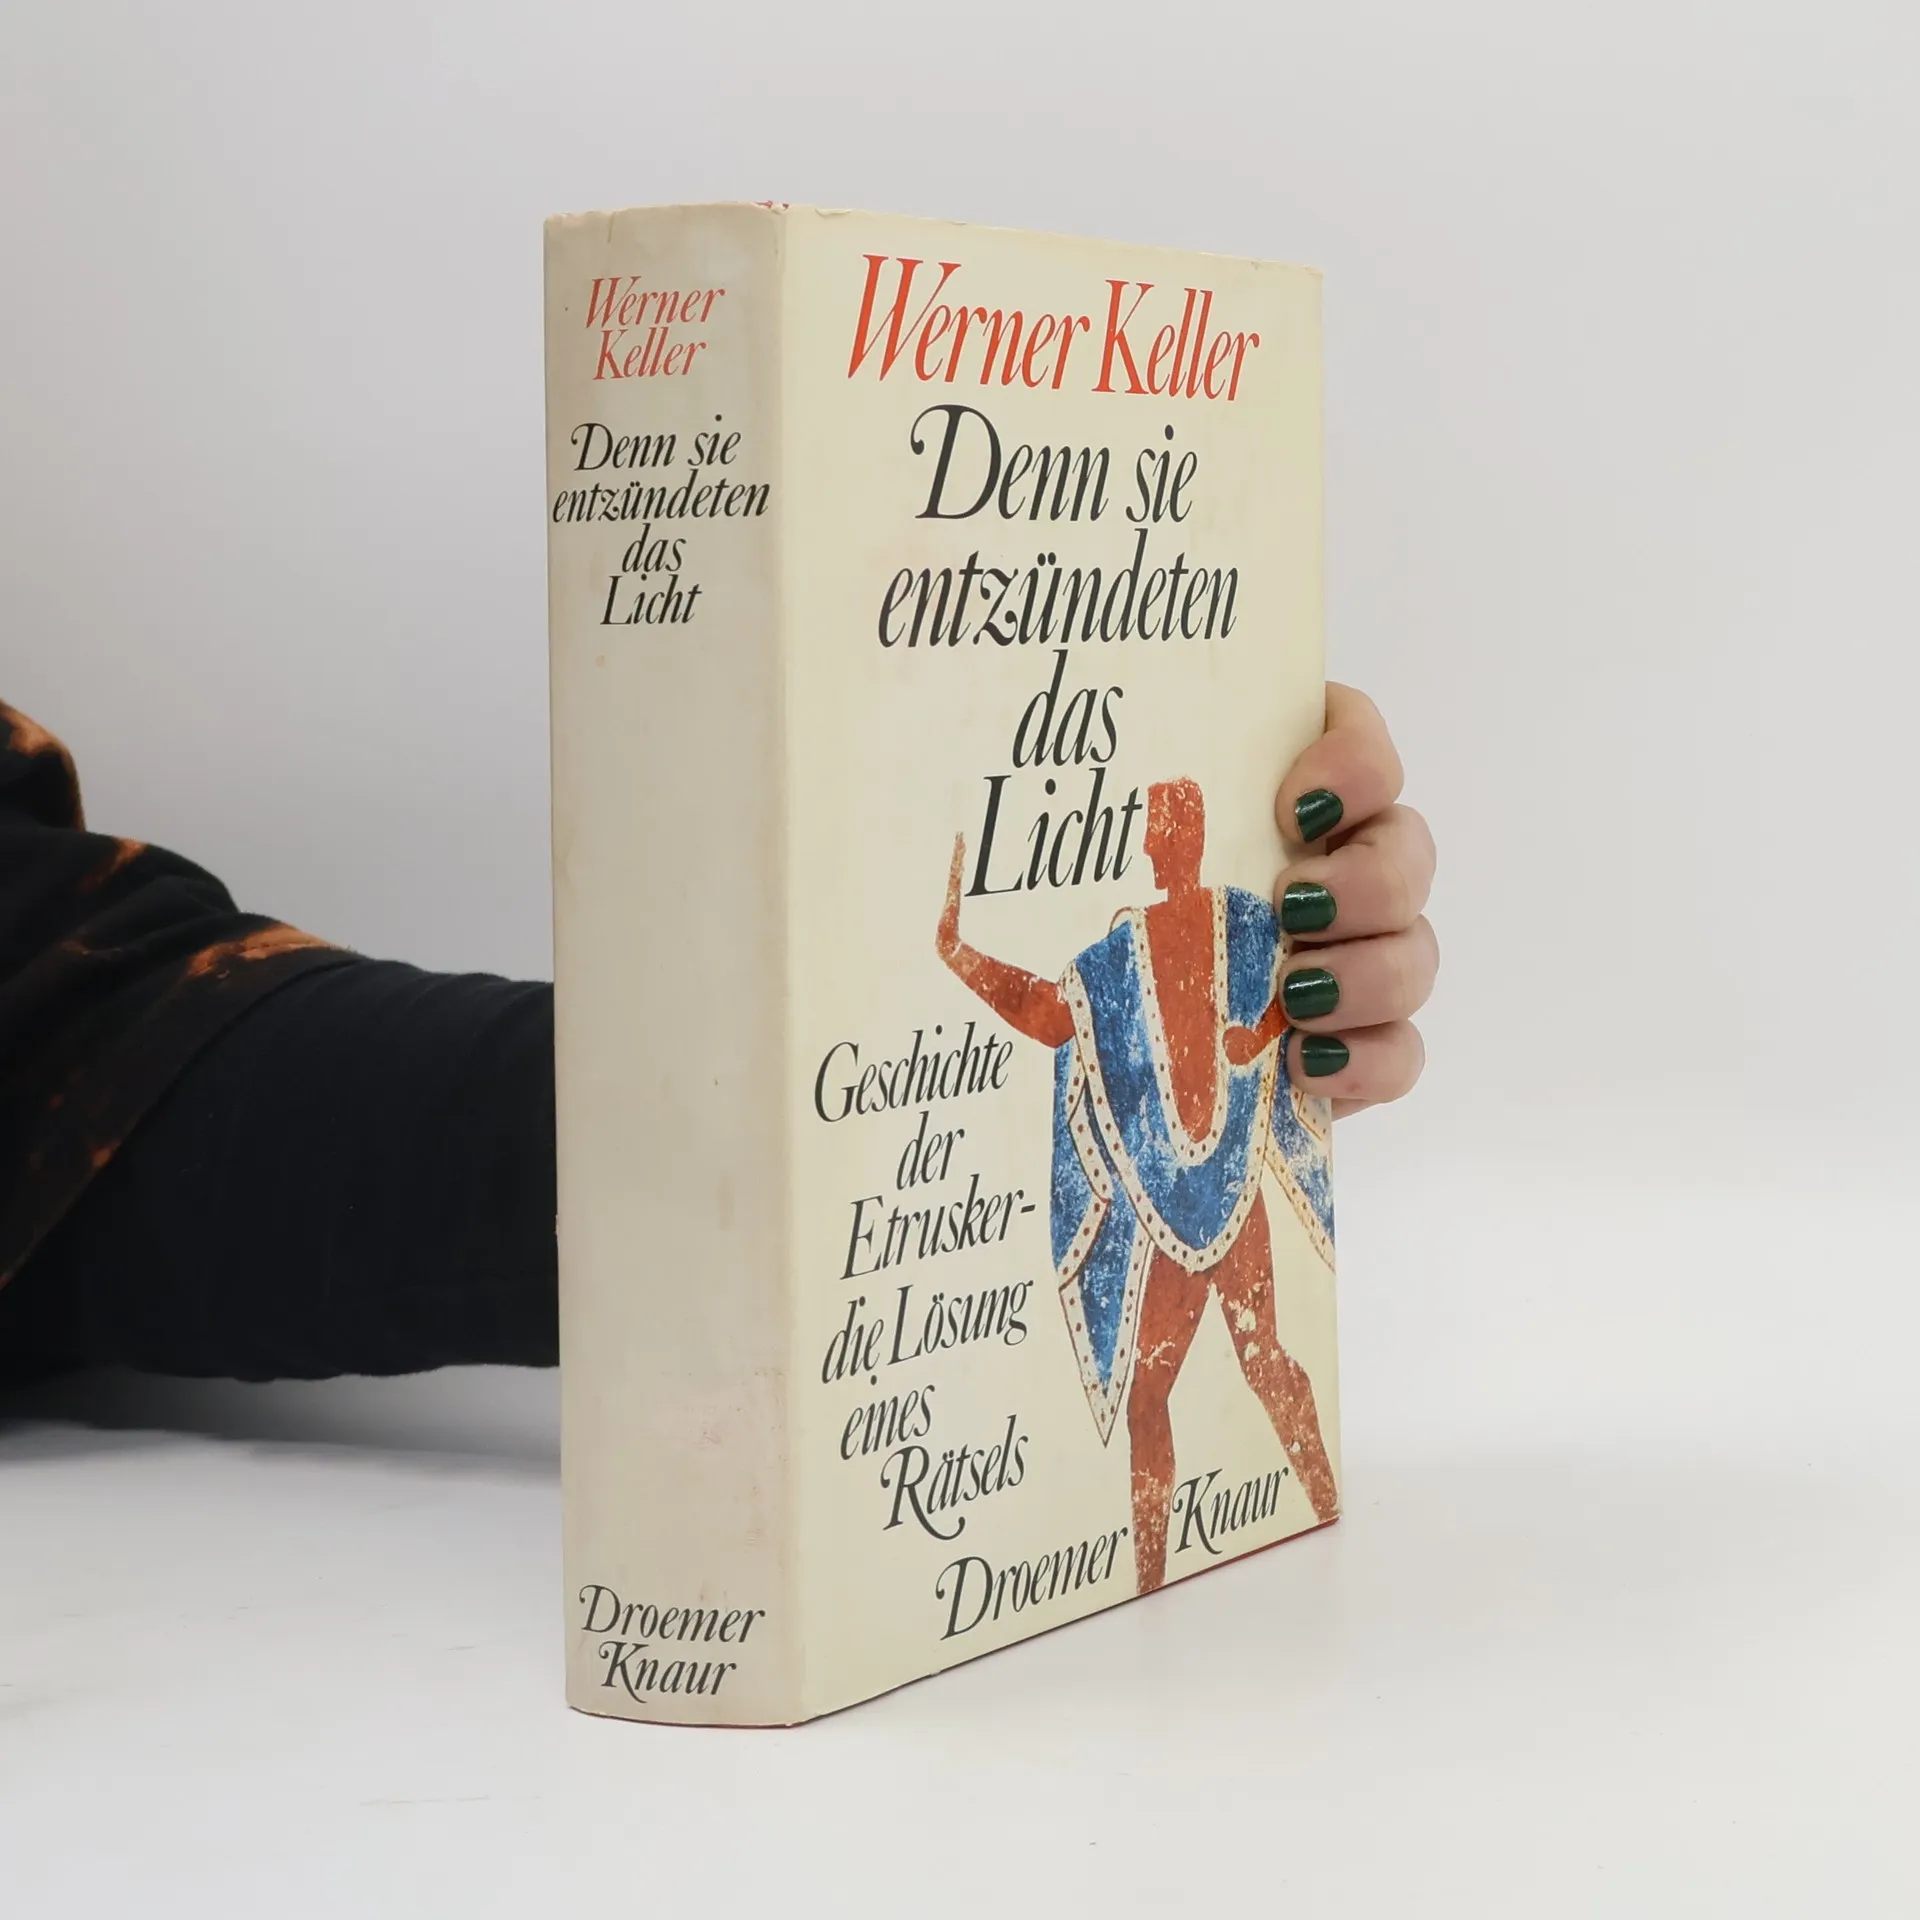 Werner
Keller
Denn sie
entzündeten
das
Licht
Droemer
Knaur
Werner Keller
Denn sie
entzündeten
das
Licht
Geschichte
der
Etrusker-
die Lösung
eines
Rätsels
Droemer Knaur